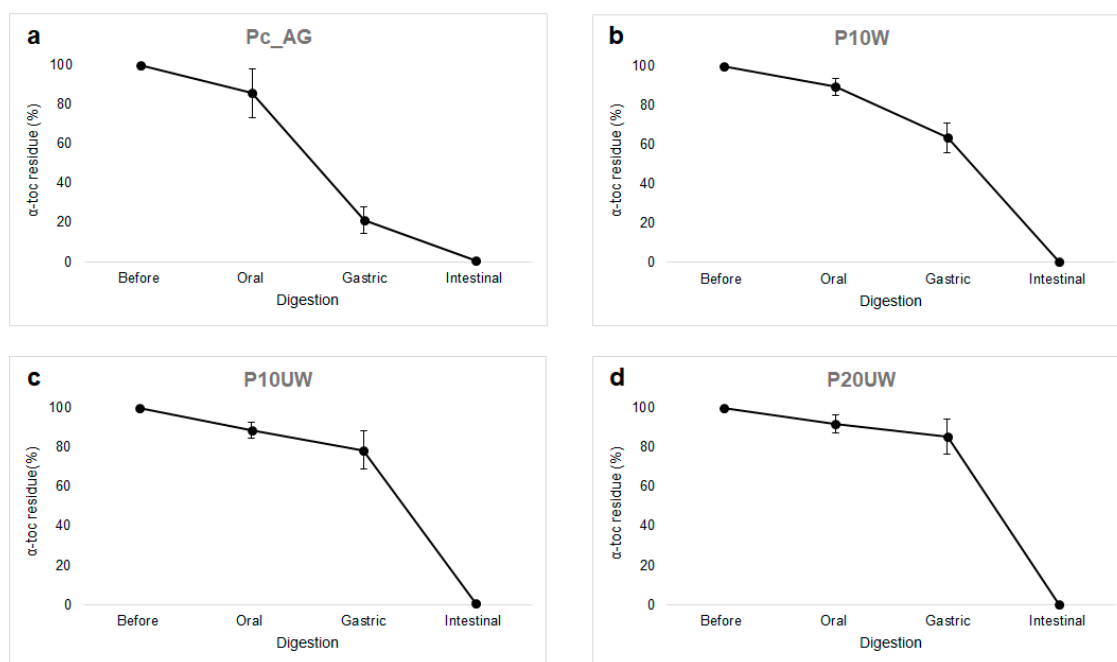 a
Pc_AG
α-toc residue (%)
100
80
60
40
20
0
Before Oral Gastric Intestinal
Digestion
b
P10W
α-toc residue (%)
100
80
60
40
20
0
Before Oral Gastric Intestinal
Digestion
c
P10UW
α-toc residue(%)
100
80
60
40
20
0
Before Oral Gastric Intestinal
Digestion
d
P20UW
α-toc residue (%)
100
80
60
40
20
0
Before Oral Gastric Intestinal
Digestion